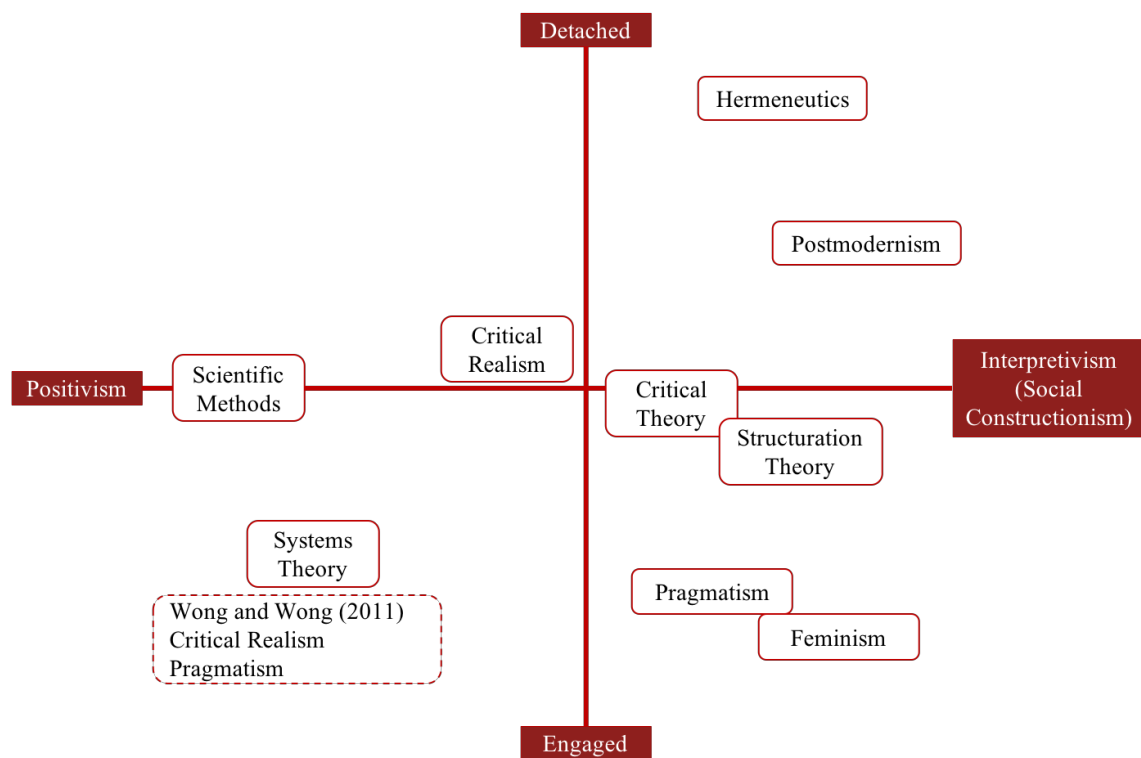 Detached
Hermeneutics
Postmodernism
Critical
Realism
Positivism
Scientific
Methods
Interpretivism
(Social
Constructionism)
Critical
Theory
Structuration
Theory
Systems
Theory
Wong and Wong (2011)
Critical Realism
Pragmatism
Pragmatism
Feminism
Engaged